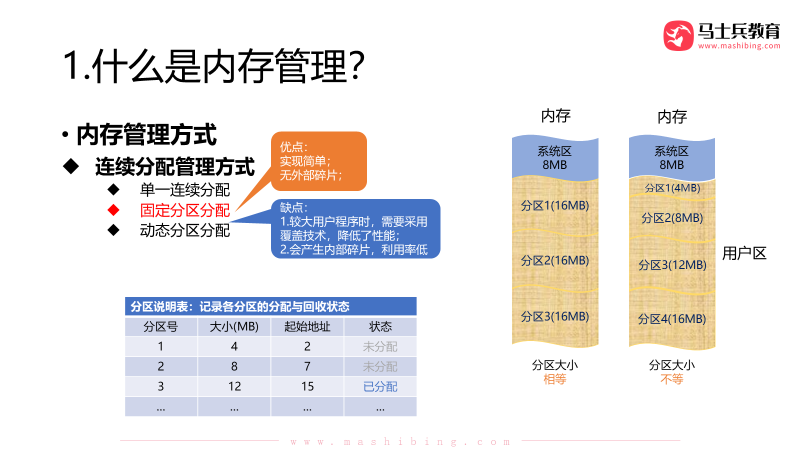 马士兵教育
www.mashibing.com
1.什么是内存管理？
• 内存管理方式
◆ 连续分配管理方式
◆ 单一连续分配
◆ 固定分区分配
◆ 动态分区分配
优点：
实现简单；
无外部碎片；
缺点：
1.较大用户程序时，需要采用
覆盖技术，降低了性能；
2.会产生内部碎片，利用率低
分区说明表：记录各分区的分配与回收状态
分区号 大小(MB) 起始地址 状态
1 4 2 未分配
2 8 7 未分配
3 12 15 已分配
... ... ... ...
内存
系统区
8MB
分区1(16MB)
分区2(16MB)
分区3(16MB)
分区大小
相等
内存
系统区
8MB
分区1(4MB)
分区2(8MB)
分区3(12MB)
分区4(16MB)
分区大小
不等
用户区
www.mashibing.com